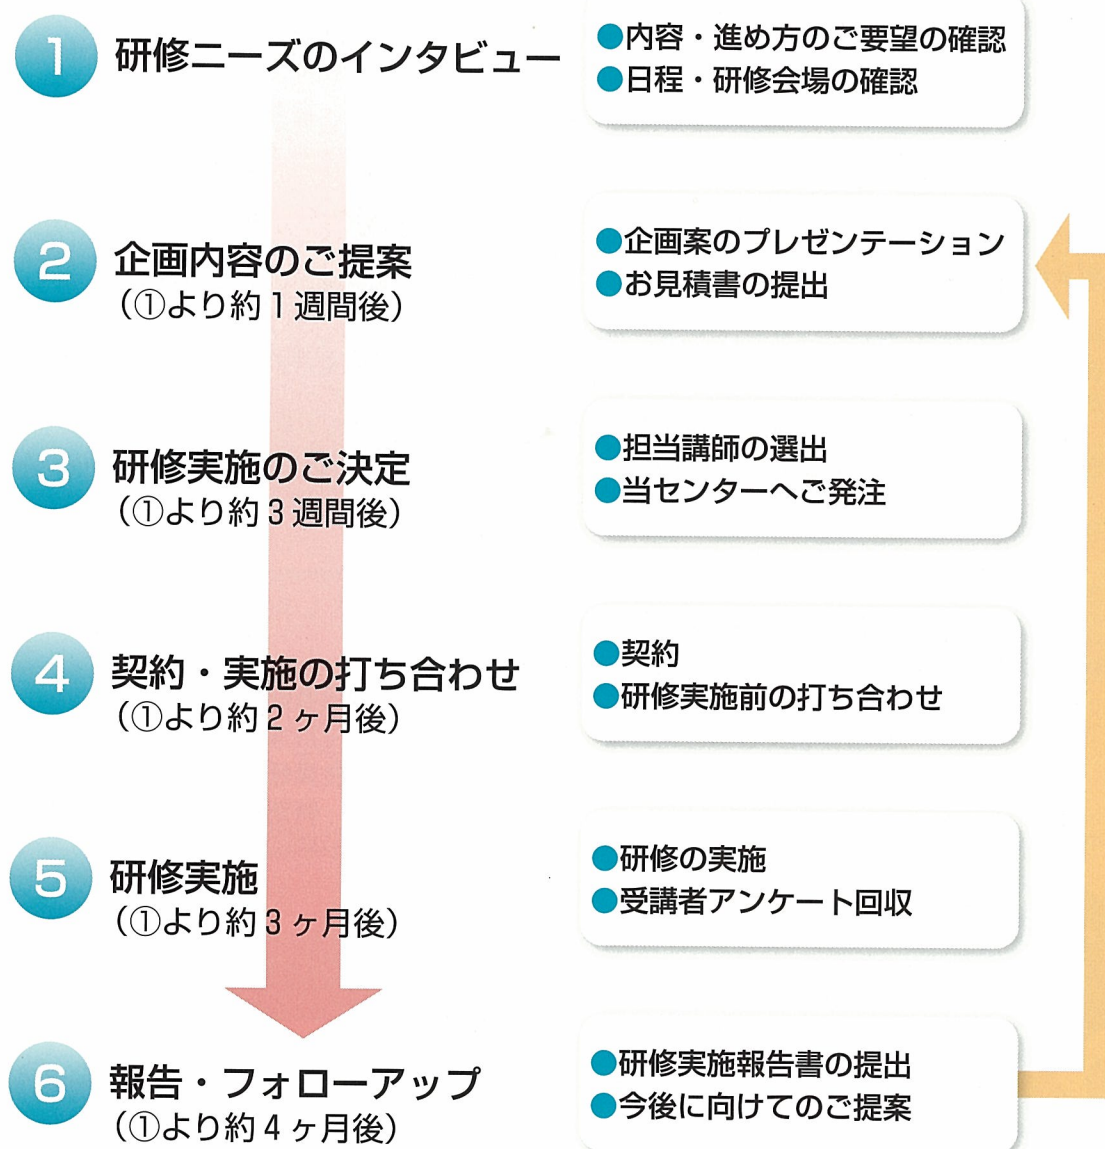 1 研修ニーズのインタビュー
●内容・進め方のご要望の確認
●日程・研修会場の確認
2 企画内容のご提案
（①より約1週間後）
●企画案のプレゼンテーション
●お見積書の提出
3 研修実施のご決定
（①より約3週間後）
●担当講師の選出
●当センターへご発注
4 契約・実施の打ち合わせ
（①より約2ヶ月後）
●契約
●研修実施前の打ち合わせ
5 研修実施
（①より約3ヶ月後）
●研修の実施
●受講者アンケート回収
6 報告・フォローアップ
（①より約4ヶ月後）
●研修実施報告書の提出
●今後に向けてのご提案